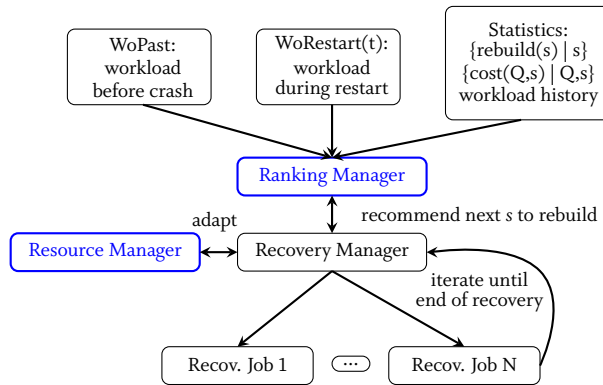 WoPast:
workload
before crash
WoRestart(t):
workload
during restart
Statistics:
{rebuild(s) | s}
{cost(Q,s) | Q,s}
workload history
Ranking Manager
adapt
recommend next s to rebuild
Resource Manager
Recovery Manager
iterate until
end of recovery
Recov. Job 1
...
Recov. Job N